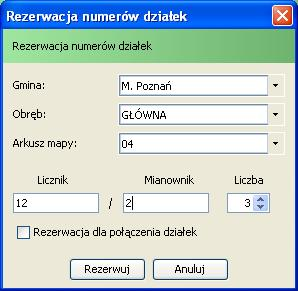 Rezerwacja numerów działek
Rezerwacja numerów działek
Gmina: M. Poznań
Obręb: GŁÓWNA
Arkusz mapy: 04
Licznik Mianownik Liczba
12 / 2 3
Rezerwacja dla połączenia działek
Rezerwuj Anuluj